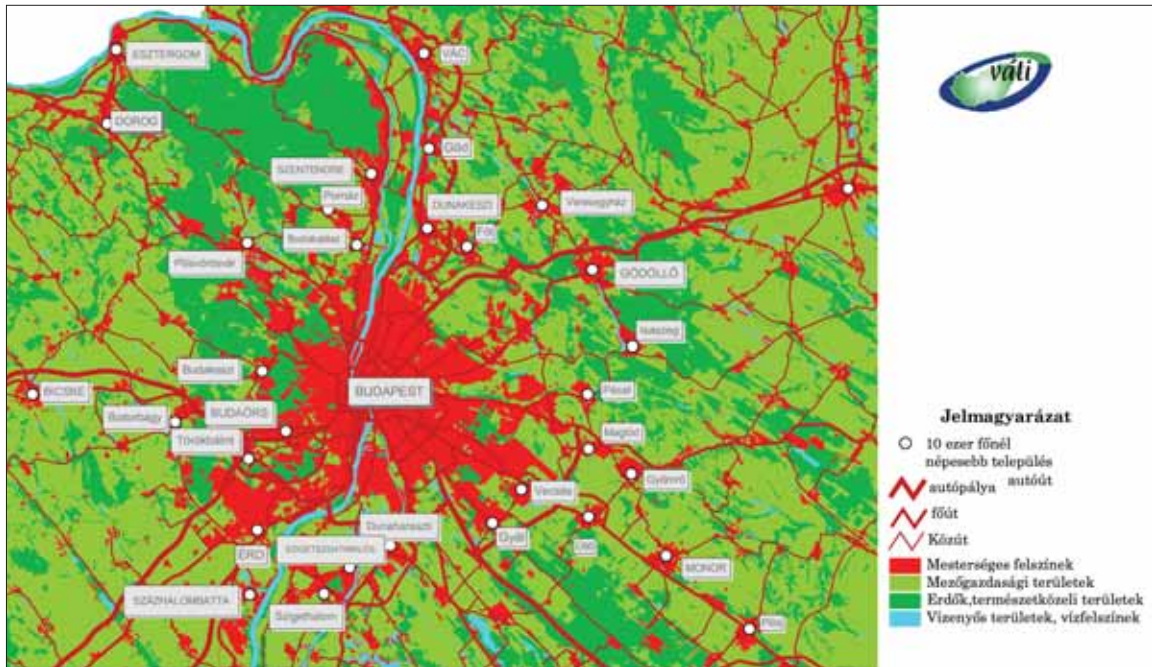 ESZTERGOM
VÁC
váli
DOROG
Göd
SZENTENDRE
Pomáz
DUNAKESZI
Veresegyház
Budakalász
Fót
Pilisvörösvár
GÖDÖLLŐ
Isaszeg
Budakeszi
BICSKE
BUDAPEST
Pécel
Biatorbágy
BUDAÖRS
Törökbálint
Maglód
Gyömrő
Vecsés
Dunaharaszti
Gyál
Üllő
ÉRD
SZIGETSZENTMIKLÓS
MONOR
SZÁZHALOMBATTA
Szigethalom
Pilis
Jelmagyarázat
10 ezer főnél
népesebb település
autópálya autóút
főút
Közút
Mesterséges felszínek
Mezőgazdasági területek
Erdők,természetközeli területek
Vizenyős területek, vízfelszínek